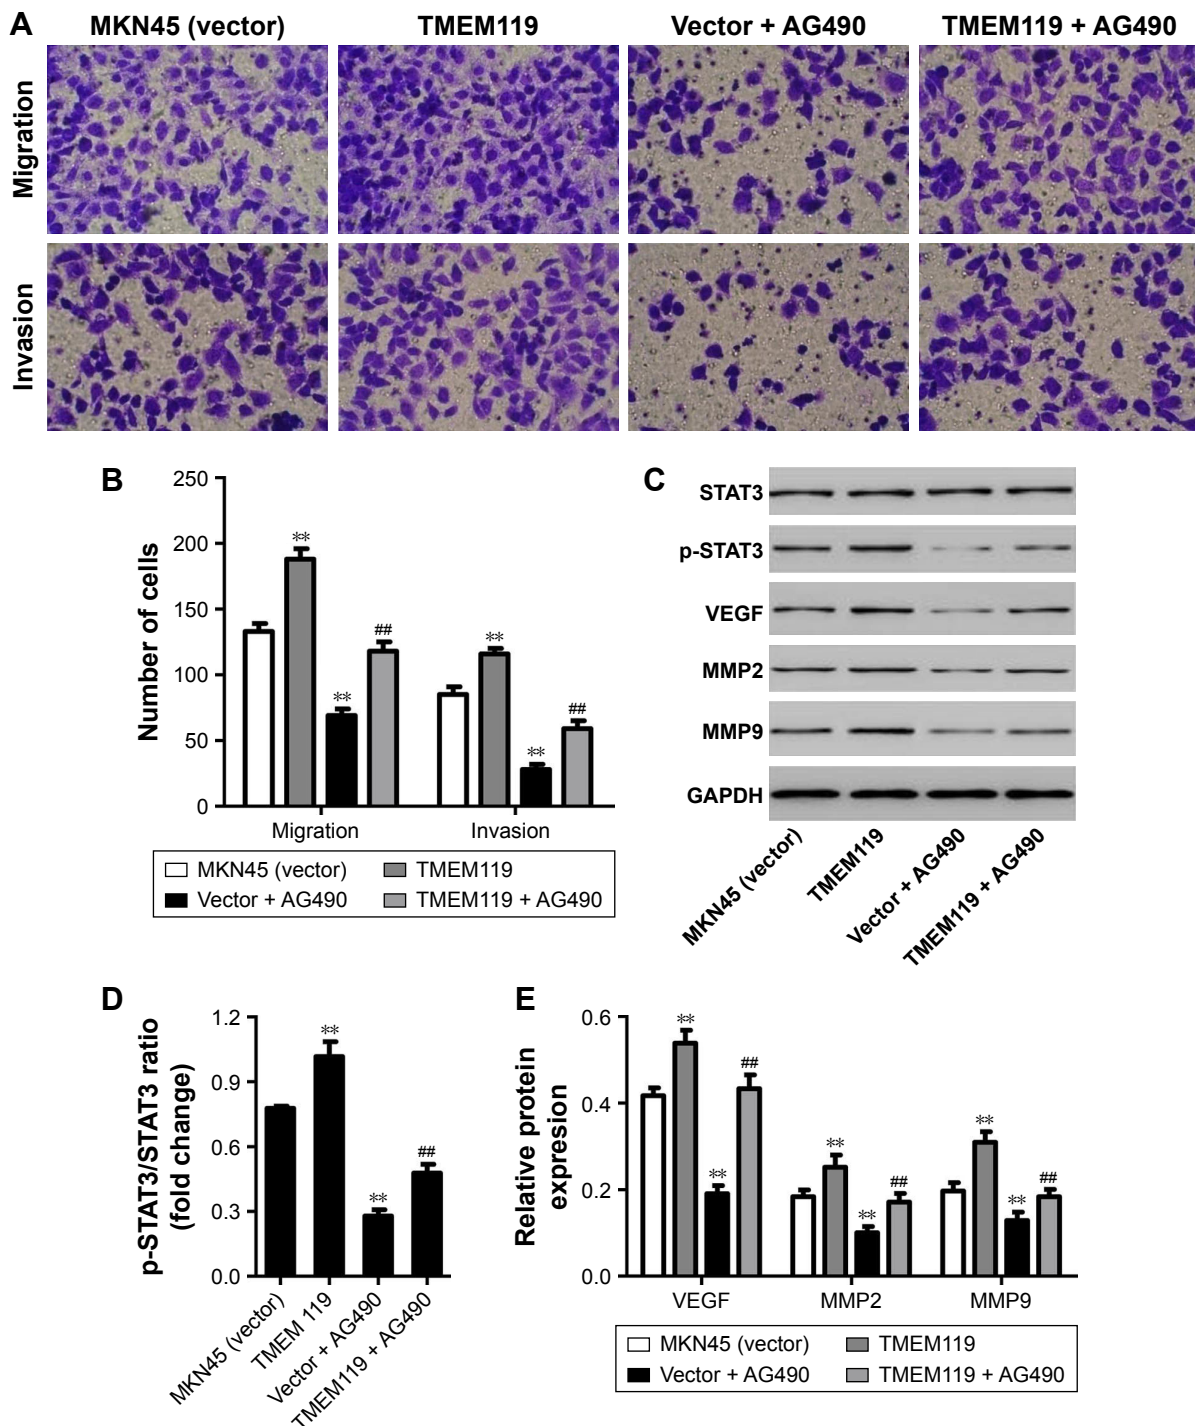 A
MKN45 (vector)
TMEM119
Vector + AG490
TMEM119 + AG490
Migration
Invasion
B
Number of cells
250
200
150
100
50
0
**
**
##
**
**
##
Migration
Invasion
MKN45 (vector)
TMEM119
Vector + AG490
TMEM119 + AG490
C
STAT3
p-STAT3
VEGF
MMP2
MMP9
GAPDH
MKN45 (vector)
TMEM119
Vector + AG490
TMEM119 + AG490
D
p-STAT3/STAT3 ratio
(fold change)
1.2
0.9
0.6
0.3
0.0
**
**
##
MKN45 (vector)
TMEM 119
Vector + AG490
TMEM119 + AG490
E
Relative protein
expresion
0.6
0.4
0.2
0.0
**
**
##
**
**
##
**
**
##
VEGF
MMP2
MMP9
MKN45 (vector)
TMEM119
Vector + AG490
TMEM119 + AG490